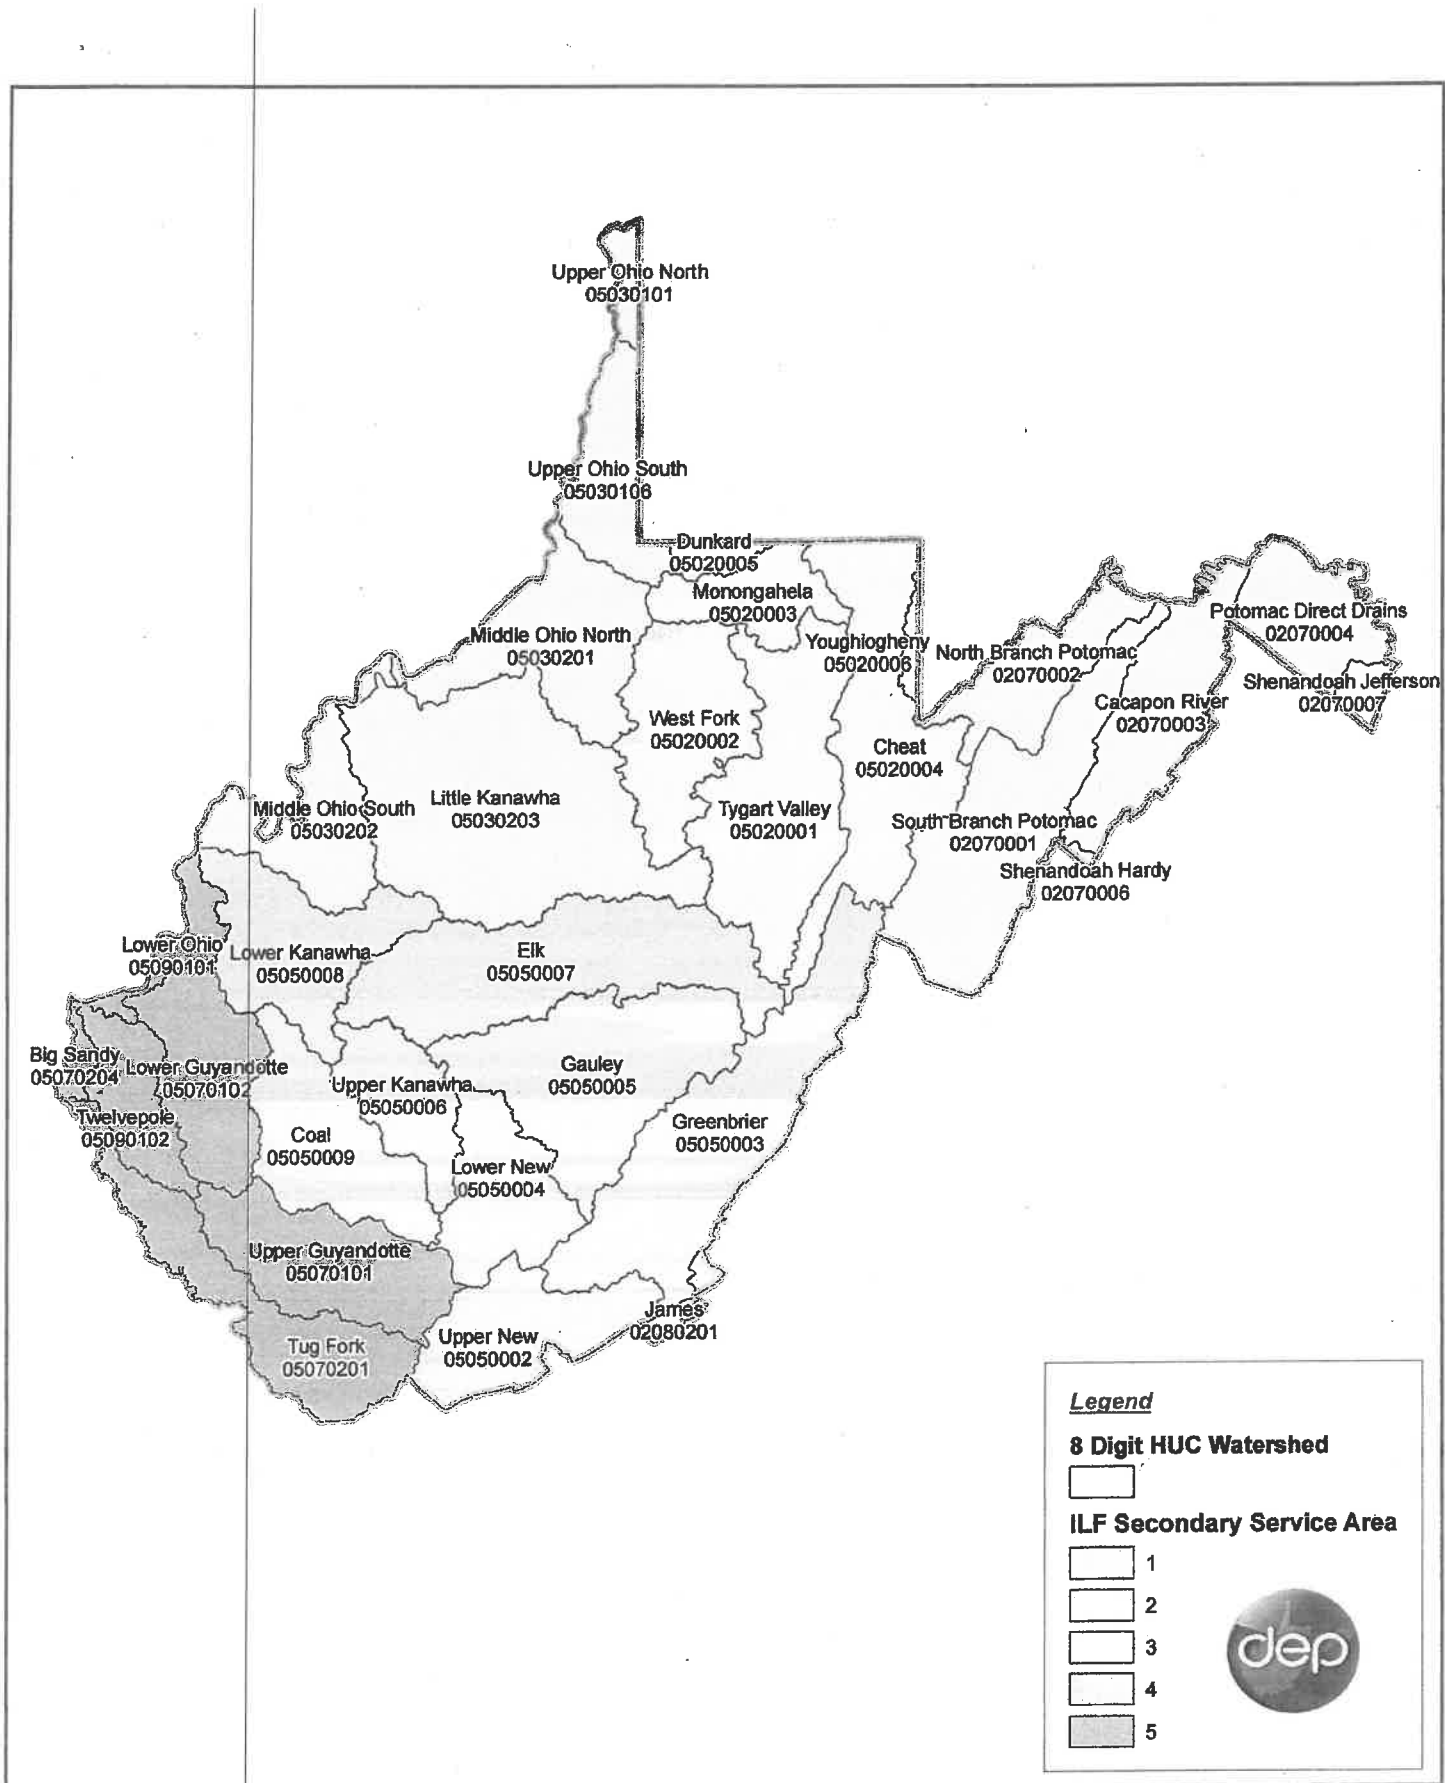 Upper Ohio North
05030101
Upper Ohio South
05030106
Dunkard
05020005
Monongahela
05020003
Potomac Direct Drains
02070004
Middle Ohio North
05030201
Youghiogheny
05020006
North Branch Potomac
02070002
Shenandoah Jefferson
02070007
Cacapon River
02070003
West Fork
05020002
Cheat
05020004
Little Kanawha
05030203
Middle Ohio South
05030202
Tygart Valley
05020001
South Branch Potomac
02070001
Shenandoah Hardy
02070006
Lower Ohio
05090101
Lower Kanawha
05050008
Elk
05050007
Big Sandy
05070204
Lower Guyandotte
05070102
Gauley
05050005
Upper Kanawha
05050006
Twelvepole
05090102
Greenbrier
05050003
Coal
05050009
Lower New
05050004
Upper Guyandotte
05070101
James
02080201
Tug Fork
05070201
Upper New
05050002
Legend
8 Digit HUC Watershed
ILF Secondary Service Area
1
2
3
4
5
dep